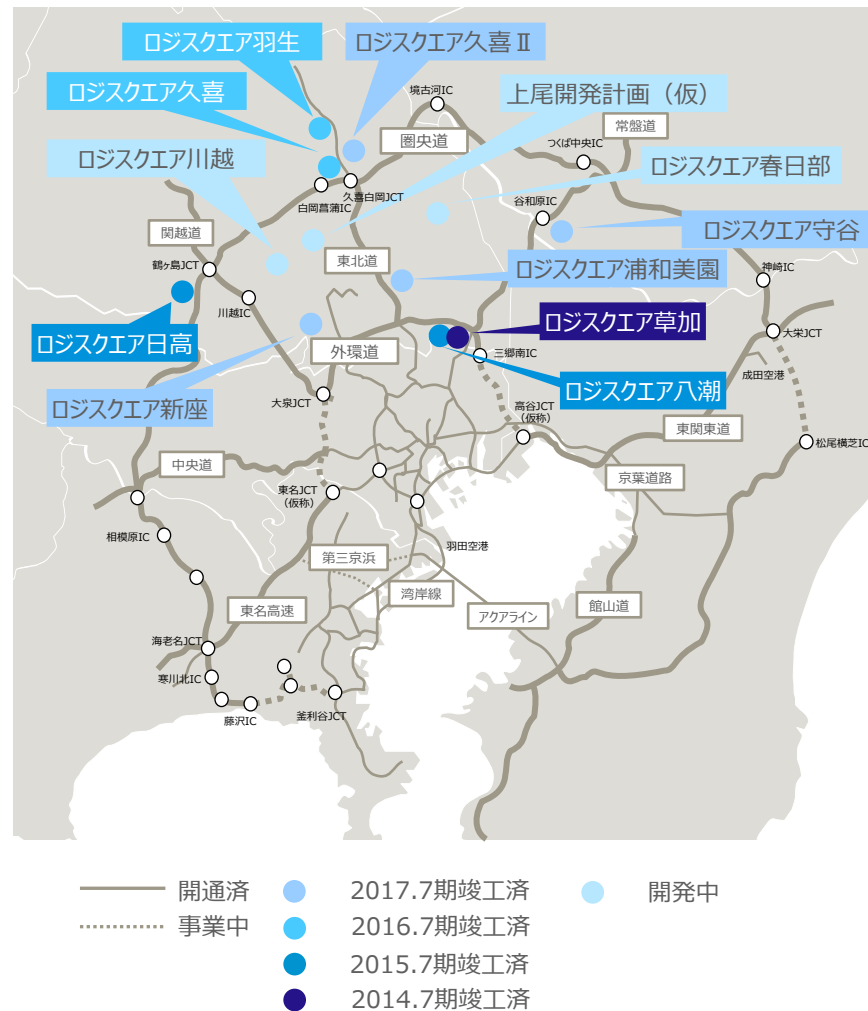 ロジスクエア羽生
ロジスクエア久喜Ⅱ
ロジスクエア久喜
上尾開発計画（仮）
境古河IC
常盤道
つくば中央IC
圏央道
ロジスクエア川越
ロジスクエア春日部
久喜白岡JCT
白岡菖蒲IC
谷和原IC
関越道
ロジスクエア守谷
東北道
鶴ヶ島JCT
ロジスクエア浦和美園
神崎IC
川越IC
ロジスクエア草加
大栄JCT
ロジスクエア日高
外環道
三郷南IC
成田空港
ロジスクエア八潮
大泉JCT
ロジスクエア新座
高谷JCT
（仮称）
東関東道
松尾横芝IC
中央道
京葉道路
東名JCT
（仮称）
相模原IC
羽田空港
第三京浜
湾岸線
東名高速
アクアライン
館山道
海老名JCT
寒川北IC
藤沢IC
釜利谷JCT
開通済
2017.7期竣工済
開発中
事業中
2016.7期竣工済
2015.7期竣工済
2014.7期竣工済